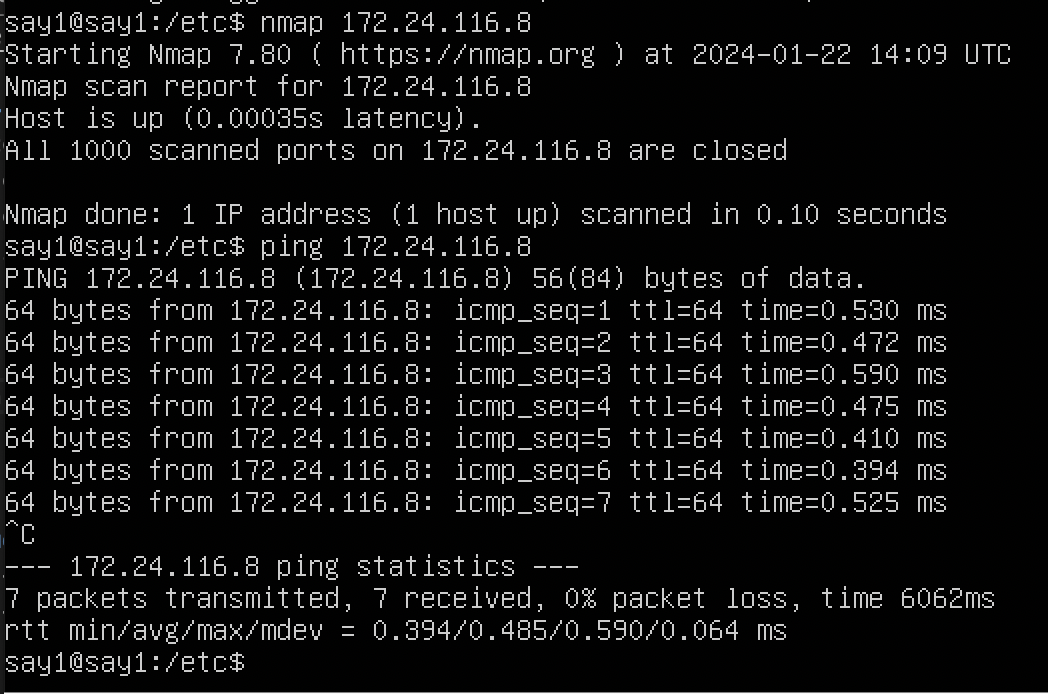 say1@say1:/etc$ nmap 172.24.116.8
Starting Nmap 7.80 ( https://nmap.org ) at 2024-01-22 14:09 UTC
Nmap scan report for 172.24.116.8
Host is up (0.00035s latency).
All 1000 scanned ports on 172.24.116.8 are closed
Nmap done: 1 IP address (1 host up) scanned in 0.10 seconds
say1@say1:/etc$ ping 172.24.116.8
PING 172.24.116.8 (172.24.116.8) 56(84) bytes of data.
64 bytes from 172.24.116.8: icmp_seq=1 ttl=64 time=0.530 ms
64 bytes from 172.24.116.8: icmp_seq=2 ttl=64 time=0.472 ms
64 bytes from 172.24.116.8: icmp_seq=3 ttl=64 time=0.590 ms
64 bytes from 172.24.116.8: icmp_seq=4 ttl=64 time=0.475 ms
64 bytes from 172.24.116.8: icmp_seq=5 ttl=64 time=0.410 ms
64 bytes from 172.24.116.8: icmp_seq=6 ttl=64 time=0.394 ms
64 bytes from 172.24.116.8: icmp_seq=7 ttl=64 time=0.525 ms
^C
--- 172.24.116.8 ping statistics ---
7 packets transmitted, 7 received, 0% packet loss, time 6062ms
rtt min/avg/max/mdev = 0.394/0.485/0.590/0.064 ms
say1@say1:/etc$